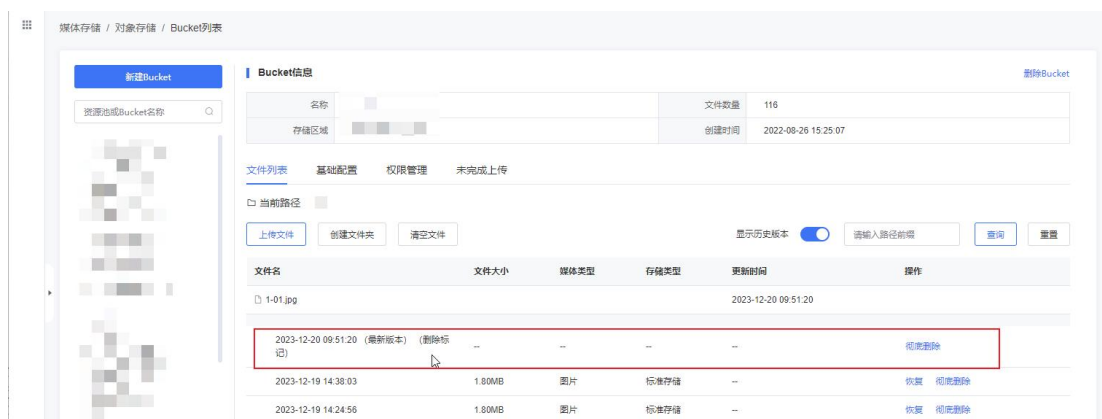 媒体存储 / 对象存储 / Bucket列表
新建Bucket
资源池或Bucket名称
Bucket信息
删除Bucket
名称
文件数量 116
存储区域
创建时间 2022-08-26 15:25:07
文件列表 基础配置 权限管理 未完成上传
当前路径
上传文件 创建文件夹 清空文件 显示历史版本 请输入路径前缀 查询 重置
文件名 文件大小 媒体类型 存储类型 更新时间 操作
1-01.jpg 2023-12-20 09:51:20
2023-12-20 09:51:20 （最新版本） （删除标
记） -- -- -- -- 彻底删除
2023-12-19 14:38:03 1.80MB 图片 标准存储 -- 恢复 彻底删除
2023-12-19 14:24:56 1.80MB 图片 标准存储 -- 恢复 彻底删除